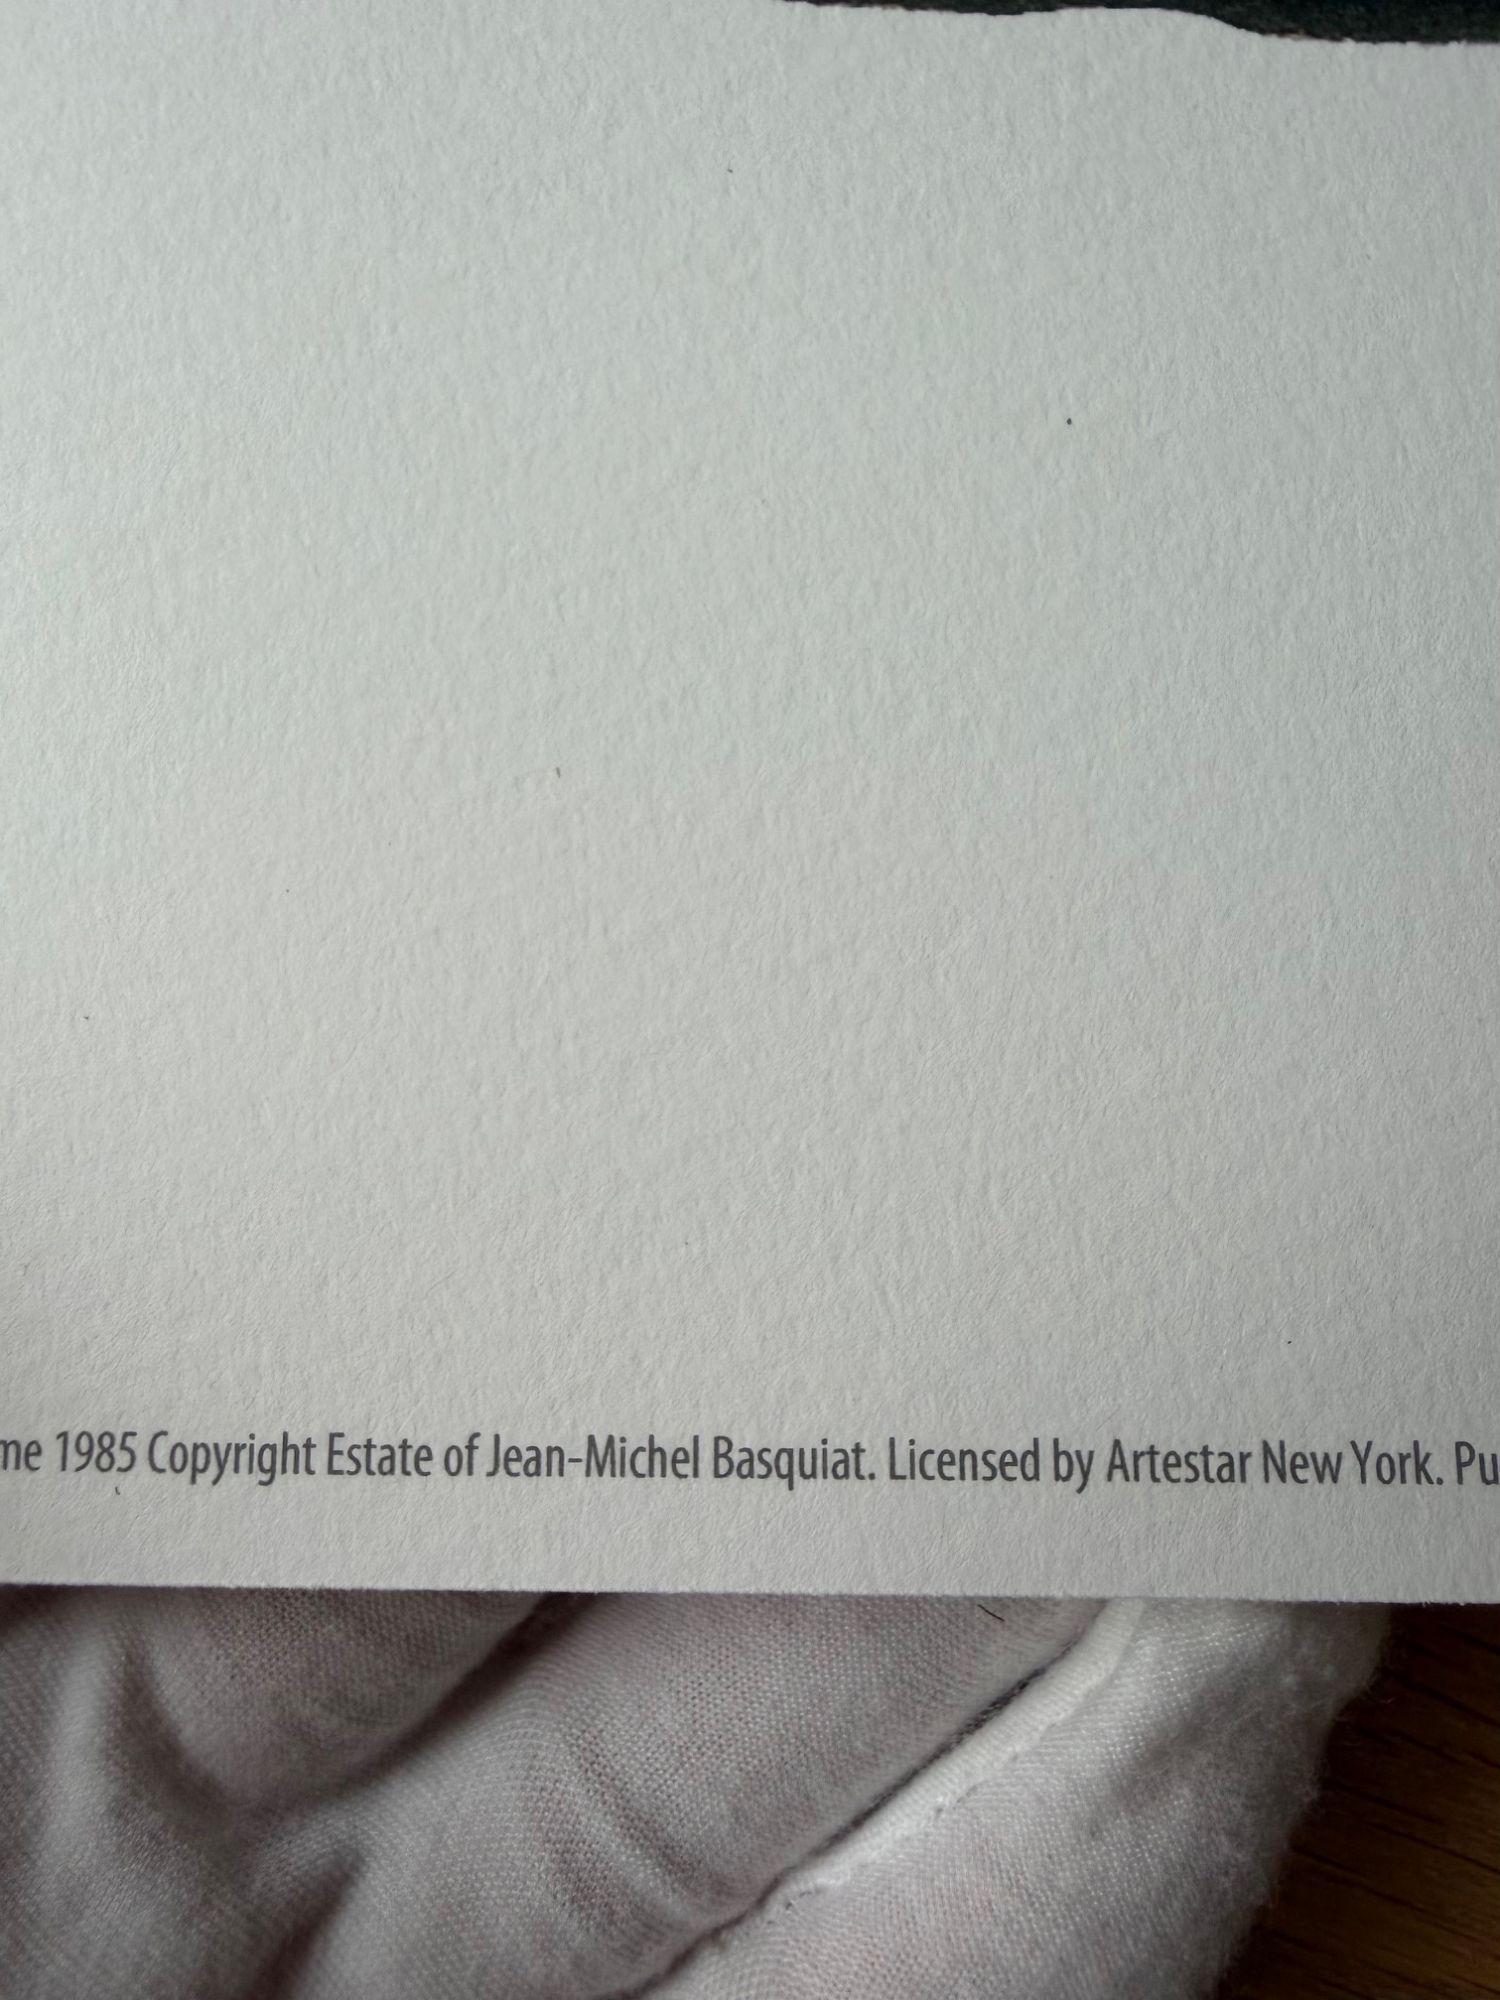 me 1985 Copyright Estate of Jean-Michel Basquiat. Licensed by Artestar New York. Pu